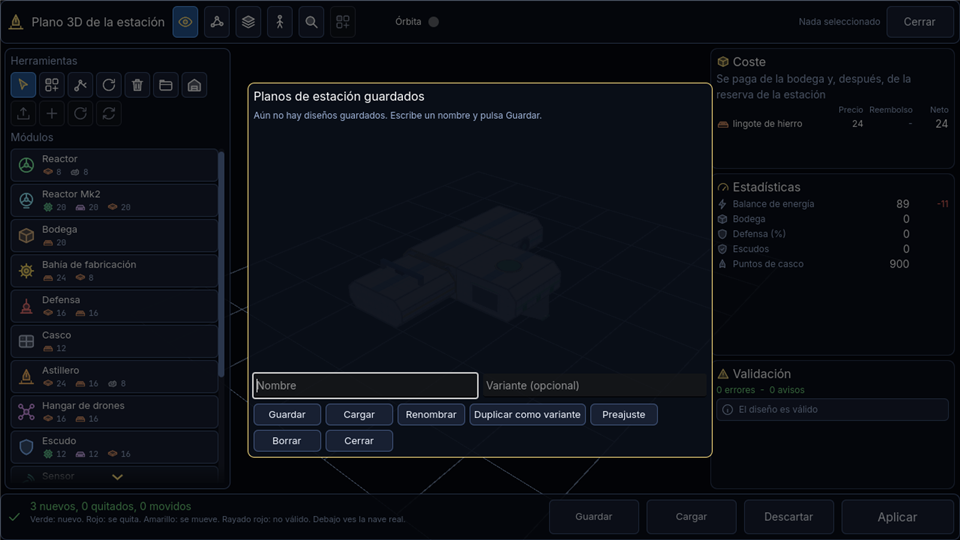 Plano 3D de la estación
Órbita
Nada seleccionado
Cerrar
Herramientas
Módulos
Reactor
8 8
Reactor Mk2
20 20 20
Bodega
20
Bahía de fabricación
24 8
Defensa
16 16
Casco
12
Astillero
24 16 8
Hangar de drones
16 16
Escudo
12 12 16
Sensor
Planos de estación guardados
Aún no hay diseños guardados. Escribe un nombre y pulsa Guardar.
Nombre
Variante (opcional)
Guardar
Cargar
Renombrar
Duplicar como variante
Preajuste
Borrar
Cerrar
Coste
Se paga de la bodega y, después, de la
reserva de la estación
Precio Reembolso Neto
lingote de hierro 24 - 24
Estadísticas
Balance de energía 89 -11
Bodega 0
Defensa (%) 0
Escudos 0
Puntos de casco 900
Validación
0 errores - 0 avisos
El diseño es válido
3 nuevos, 0 quitados, 0 movidos
Verde: nuevo. Rojo: se quita. Amarillo: se mueve. Rayado rojo: no válido. Debajo ves la nave real.
Guardar
Cargar
Descartar
Aplicar